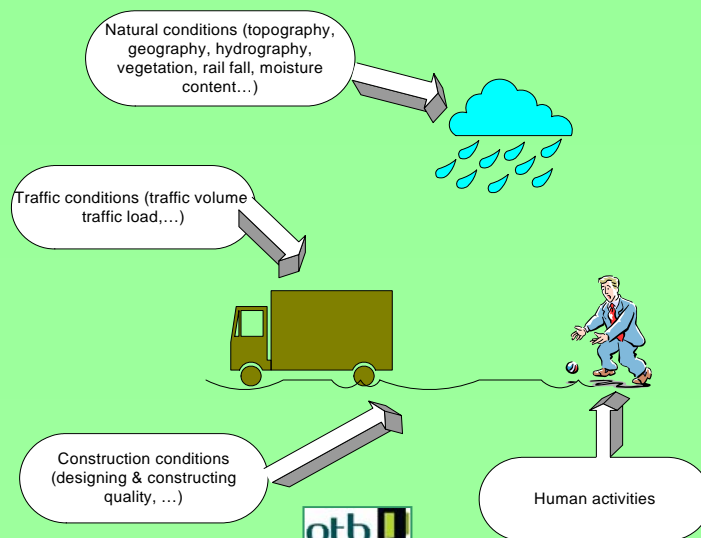 Natural conditions (topography,
geography, hydrography,
vegetation, rail fall, moisture
content…)
Traffic conditions (traffic volume
traffic load,…)
Construction conditions
(designing & constructing
quality, …)
Human activities
otb